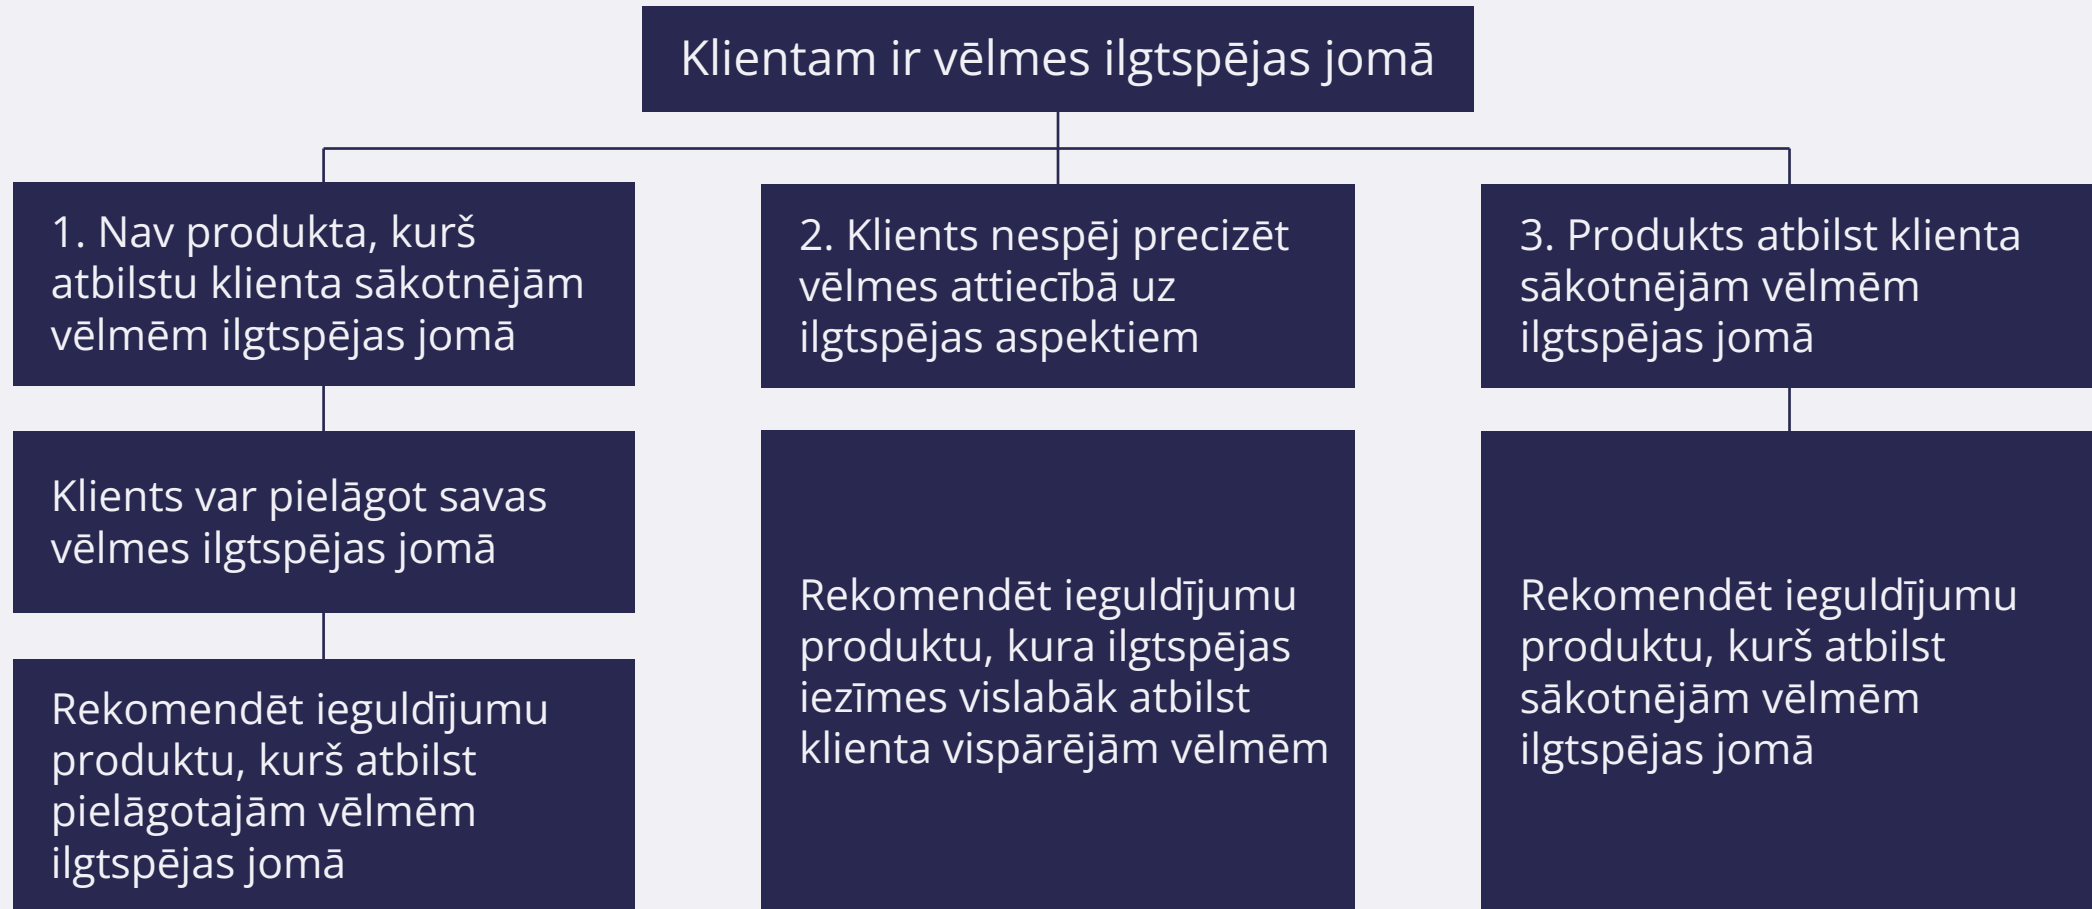 Klientam ir vēlmes ilgtspējas jomā
1. Nav produkta, kurš
atbilstu klienta sākotnējām
vēlmēm ilgtspējas jomā
Klients var pielāgot savas
vēlmes ilgtspējas jomā
Rekomendēt ieguldījumu
produktu, kurš atbilst
pielāgotajām vēlmēm
ilgtspējas jomā
2. Klients nespēj precizēt
vēlmes attiecībā uz
ilgtspējas aspektiem
Rekomendēt ieguldījumu
produktu, kura ilgtspējas
iezīmes vislabāk atbilst
klienta vispārējām vēlmēm
3. Produkts atbilst klienta
sākotnējām vēlmēm
ilgtspējas jomā
Rekomendēt ieguldījumu
produktu, kurš atbilst
sākotnējām vēlmēm
ilgtspējas jomā